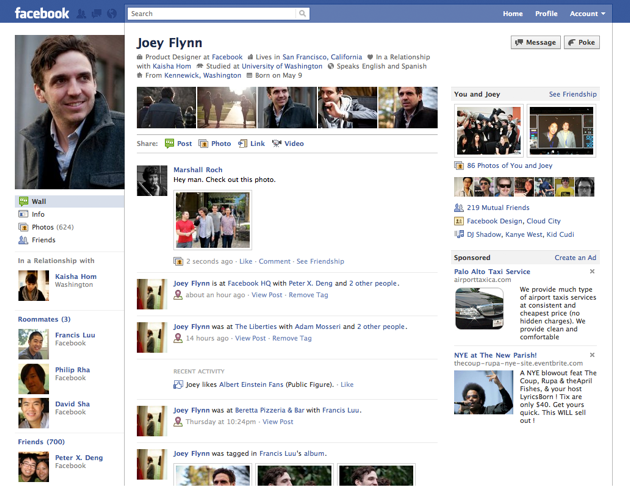 facebook
Search
Home
Profile
Account
Joey Flynn
Message
Poke
Product Designer at Facebook Lives in San Francisco, California In a Relationship
with Kaisha Hom Studied at University of Washington Speaks English and Spanish
From Kennewick, Washington Born on May 9
Share: Post Photo Link Video
Marshall Roch
Hey man. Check out this photo.
2 seconds ago · Like · Comment · See Friendship
Joey Flynn is at Facebook HQ with Peter X. Deng and 2 other people.
about an hour ago · View Post · Remove Tag
Joey Flynn was at The Liberties with Adam Mosseri and 2 other people.
14 hours ago · View Post · Remove Tag
RECENT ACTIVITY
Joey likes Albert Einstein Fans (Public Figure). · Like
Joey Flynn was at Beretta Pizzeria & Bar with Francis Luu.
Thursday at 10:24pm · View Post
Joey Flynn was tagged in Francis Luu's album.
Wall
Info
Photos (624)
Friends
In a Relationship with
Kaisha Hom
Washington
Roommates (3)
Francis Luu
Facebook
Philip Rha
Facebook
David Sha
Facebook
Friends (700)
Peter X. Deng
Facebook
You and Joey
See Friendship
86 Photos of You and Joey
219 Mutual Friends
Facebook Design, Cloud City
DJ Shadow, Kanye West, Kid Cudi
Sponsored
Create an Ad
Palo Alto Taxi Service
airporttaxica.com
We provide much type
of airport taxis services
at consistent and
cheapest price (no
hidden charges). We
provide clean and
comfortable
NYE at The New Parish!
thecoup-rupa-nye-site.eventbrite.com
A NYE blowout feat The
Coup, Rupa & theApril
Fishes, & your host
LyricsBorn ! Tix are
only $40. Get yours
quick. This WILL sell
out !